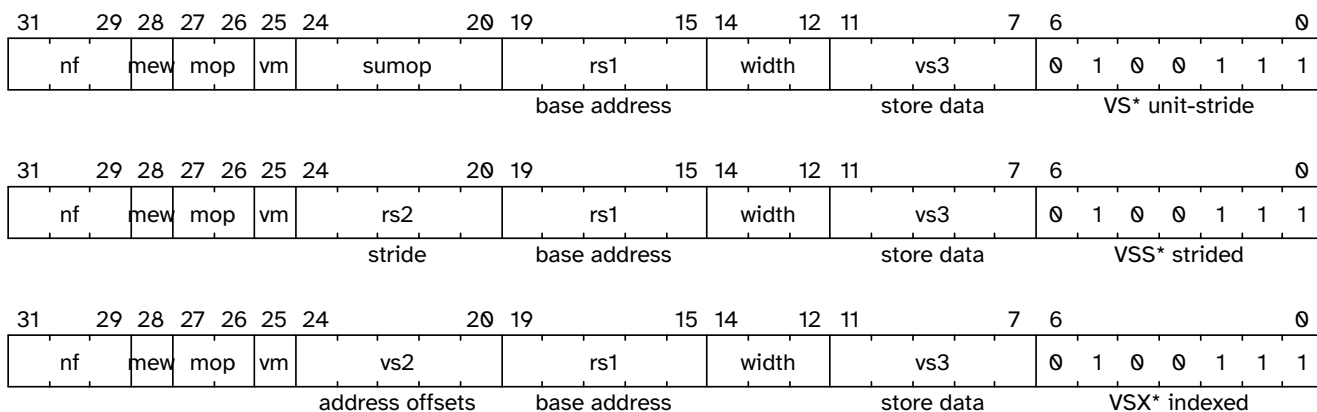 31 29 28 27 26 25 24 20 19 15 14 12 11 7 6 0
nf mew mop vm sumop rs1 width vs3 0 1 0 0 1 1 1
base address store data VS* unit-stride
31 29 28 27 26 25 24 20 19 15 14 12 11 7 6 0
nf mew mop vm rs2 rs1 width vs3 0 1 0 0 1 1 1
stride base address store data VSS* strided
31 29 28 27 26 25 24 20 19 15 14 12 11 7 6 0
nf mew mop vm vs2 rs1 width vs3 0 1 0 0 1 1 1
address offsets base address store data VSX* indexed